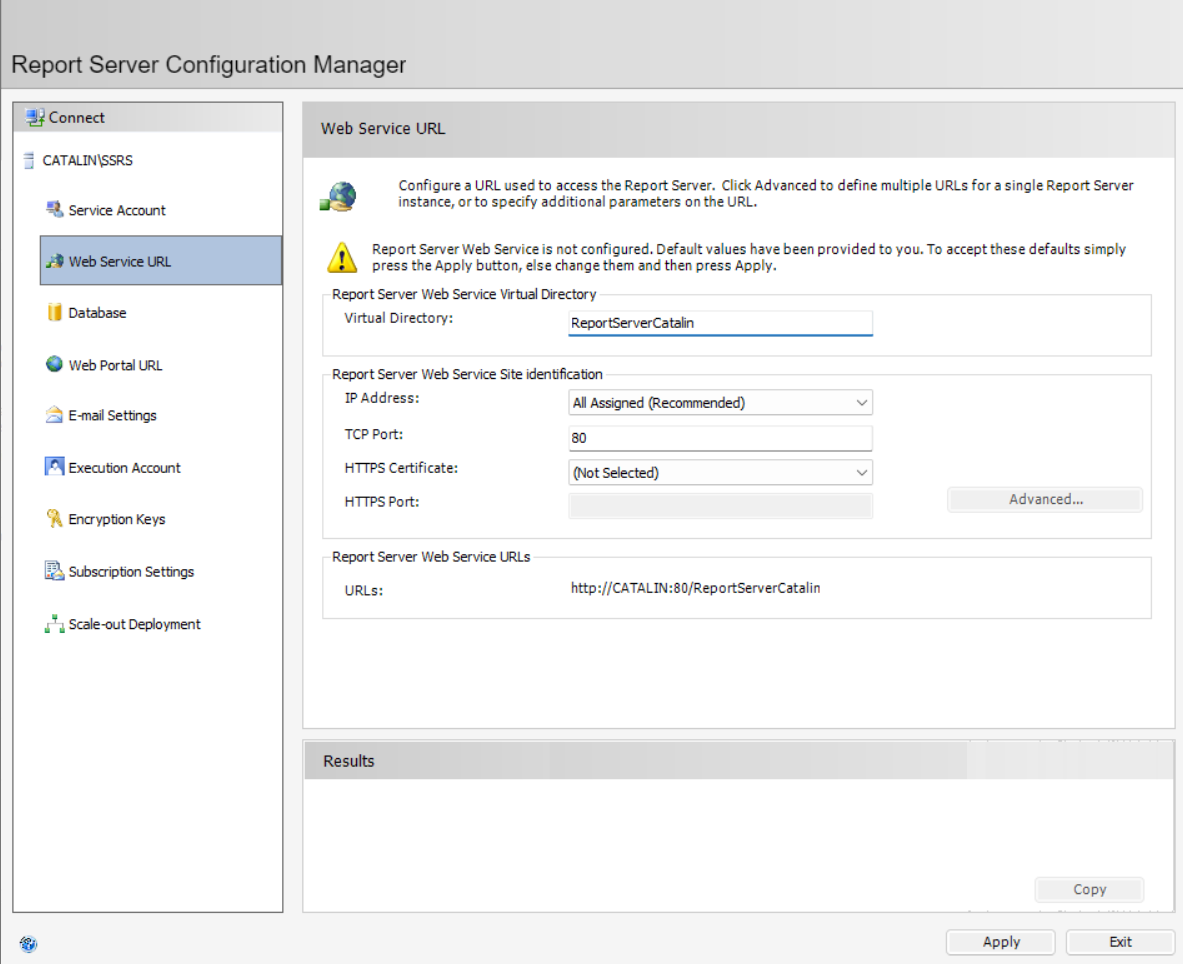 Report Server Configuration Manager
Connect
CATALIN\SSRS
Service Account
Web Service URL
Database
Web Portal URL
E-mail Settings
Execution Account
Encryption Keys
Subscription Settings
Scale-out Deployment
Web Service URL
Configure a URL used to access the Report Server. Click Advanced to define multiple URLs for a single Report Server
instance, or to specify additional parameters on the URL.
Report Server Web Service is not configured. Default values have been provided to you. To accept these defaults simply
press the Apply button, else change them and then press Apply.
Report Server Web Service Virtual Directory
Virtual Directory: ReportServerCatalin
Report Server Web Service Site identification
IP Address: All Assigned (Recommended)
TCP Port: 80
HTTPS Certificate: (Not Selected)
HTTPS Port:
Advanced...
Report Server Web Service URLs
URLs: http://CATALIN:80/ReportServerCatalin
Results
Copy
Apply Exit